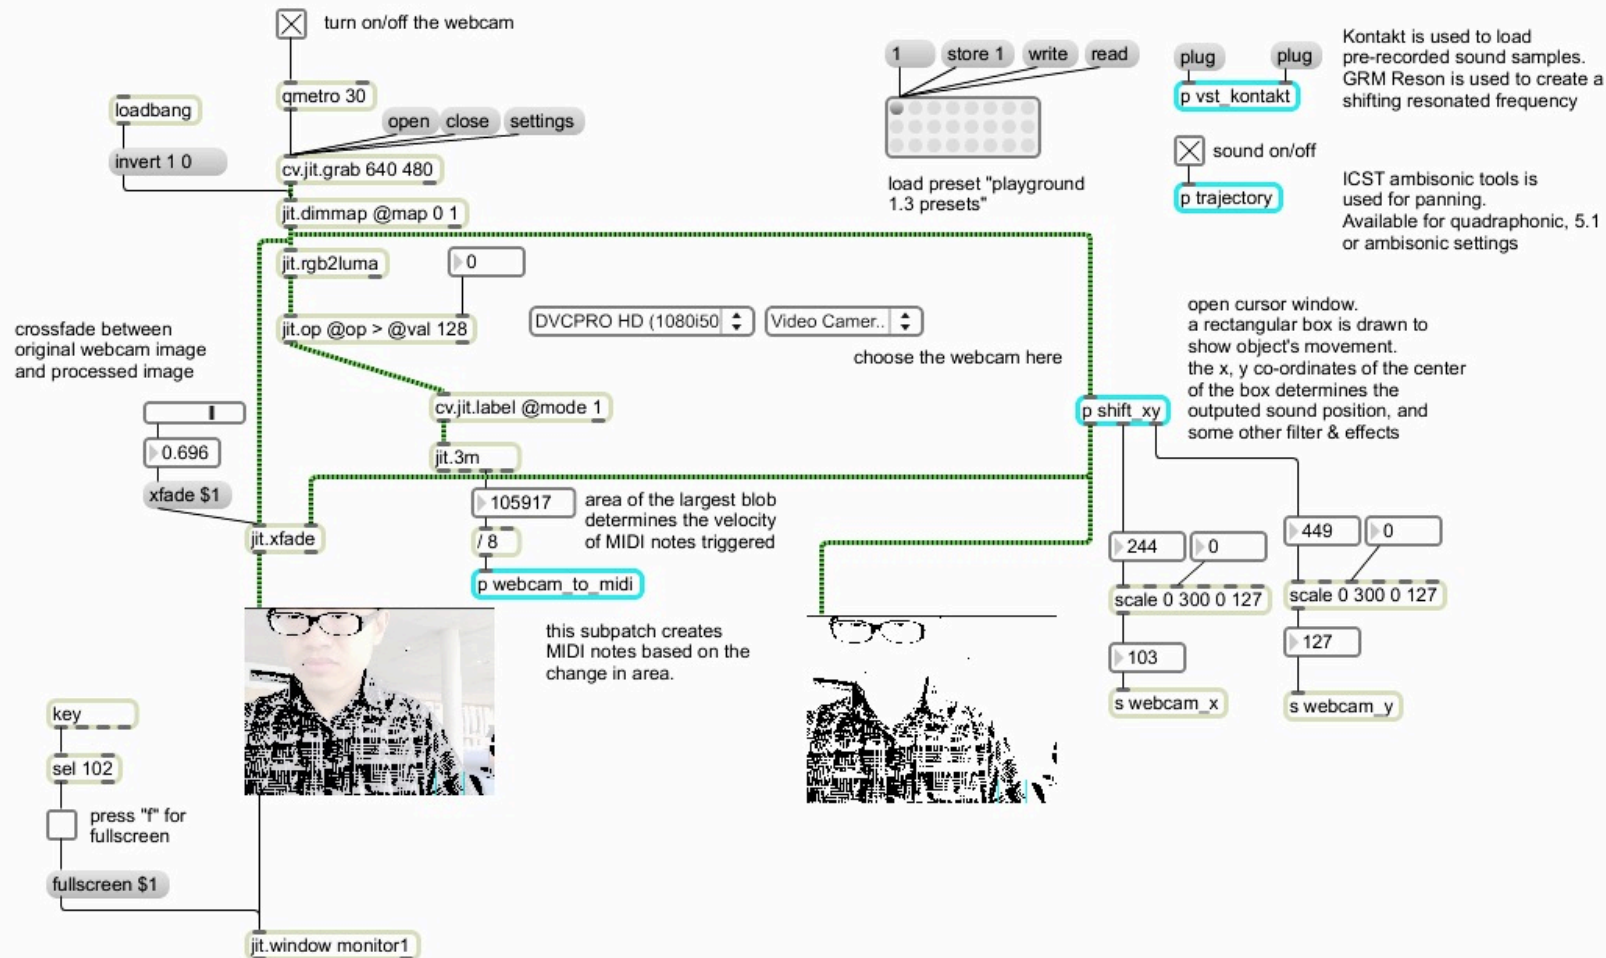 turn on/off the webcam
qmetro 30
loadbang
open
close
settings
invert 1 0
cv.jit.grab 640 480
jit.dimmap @map 0 1
jit.rgb2luma
0
jit.op @op > @val 128
DVCPRO HD (1080i50
Video Camer..
choose the webcam here
crossfade between
original webcam image
and processed image
0.696
xfade $1
cv.jit.label @mode 1
jit.3m
105917
area of the largest blob
determines the velocity
of MIDI notes triggered
/ 8
jit.xfade
p webcam_to_midi
this subpatch creates
MIDI notes based on the
change in area.
key
sel 102
press "f" for
fullscreen
fullscreen $1
jit.window monitor1
1
store 1
write
read
load preset "playground
1.3 presets"
plug
plug
p vst_kontakt
Kontakt is used to load
pre-recorded sound samples.
GRM Reson is used to create a
shifting resonated frequency
sound on/off
p trajectory
ICST ambisonic tools is
used for panning.
Available for quadraphonic, 5.1
or ambisonic settings
open cursor window.
a rectangular box is drawn to
show object's movement.
the x, y co-ordinates of the center
of the box determines the
outputed sound position, and
some other filter & effects
p shift_xy
244
0
scale 0 300 0 127
103
s webcam_x
449
0
scale 0 300 0 127
127
s webcam_y